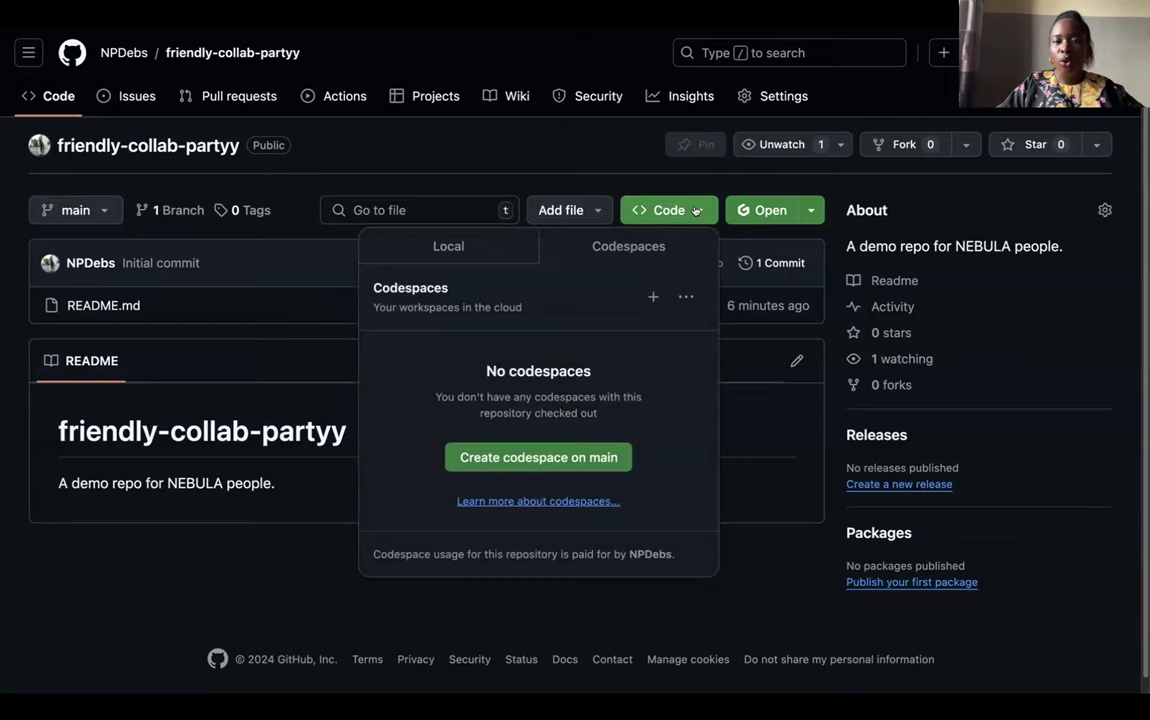 NPDebs / friendly-collab-partyy
Type / to search
Code
Issues
Pull requests
Actions
Projects
Wiki
Security
Insights
Settings
friendly-collab-partyy Public
Pin
Unwatch 1
Fork 0
Star 0
main
1 Branch
0 Tags
Go to file t
Add file
Code
Open
NPDebs Initial commit
1 Commit
README.md
6 minutes ago
README
friendly-collab-partyy
A demo repo for NEBULA people.
Local
Codespaces
Codespaces
Your workspaces in the cloud
No codespaces
You don't have any codespaces with this
repository checked out
Create codespace on main
Learn more about codespaces...
Codespace usage for this repository is paid for by NPDebs.
About
A demo repo for NEBULA people.
Readme
Activity
0 stars
1 watching
0 forks
Releases
No releases published
Create a new release
Packages
No packages published
Publish your first package
© 2024 GitHub, Inc.
Terms
Privacy
Security
Status
Docs
Contact
Manage cookies
Do not share my personal information